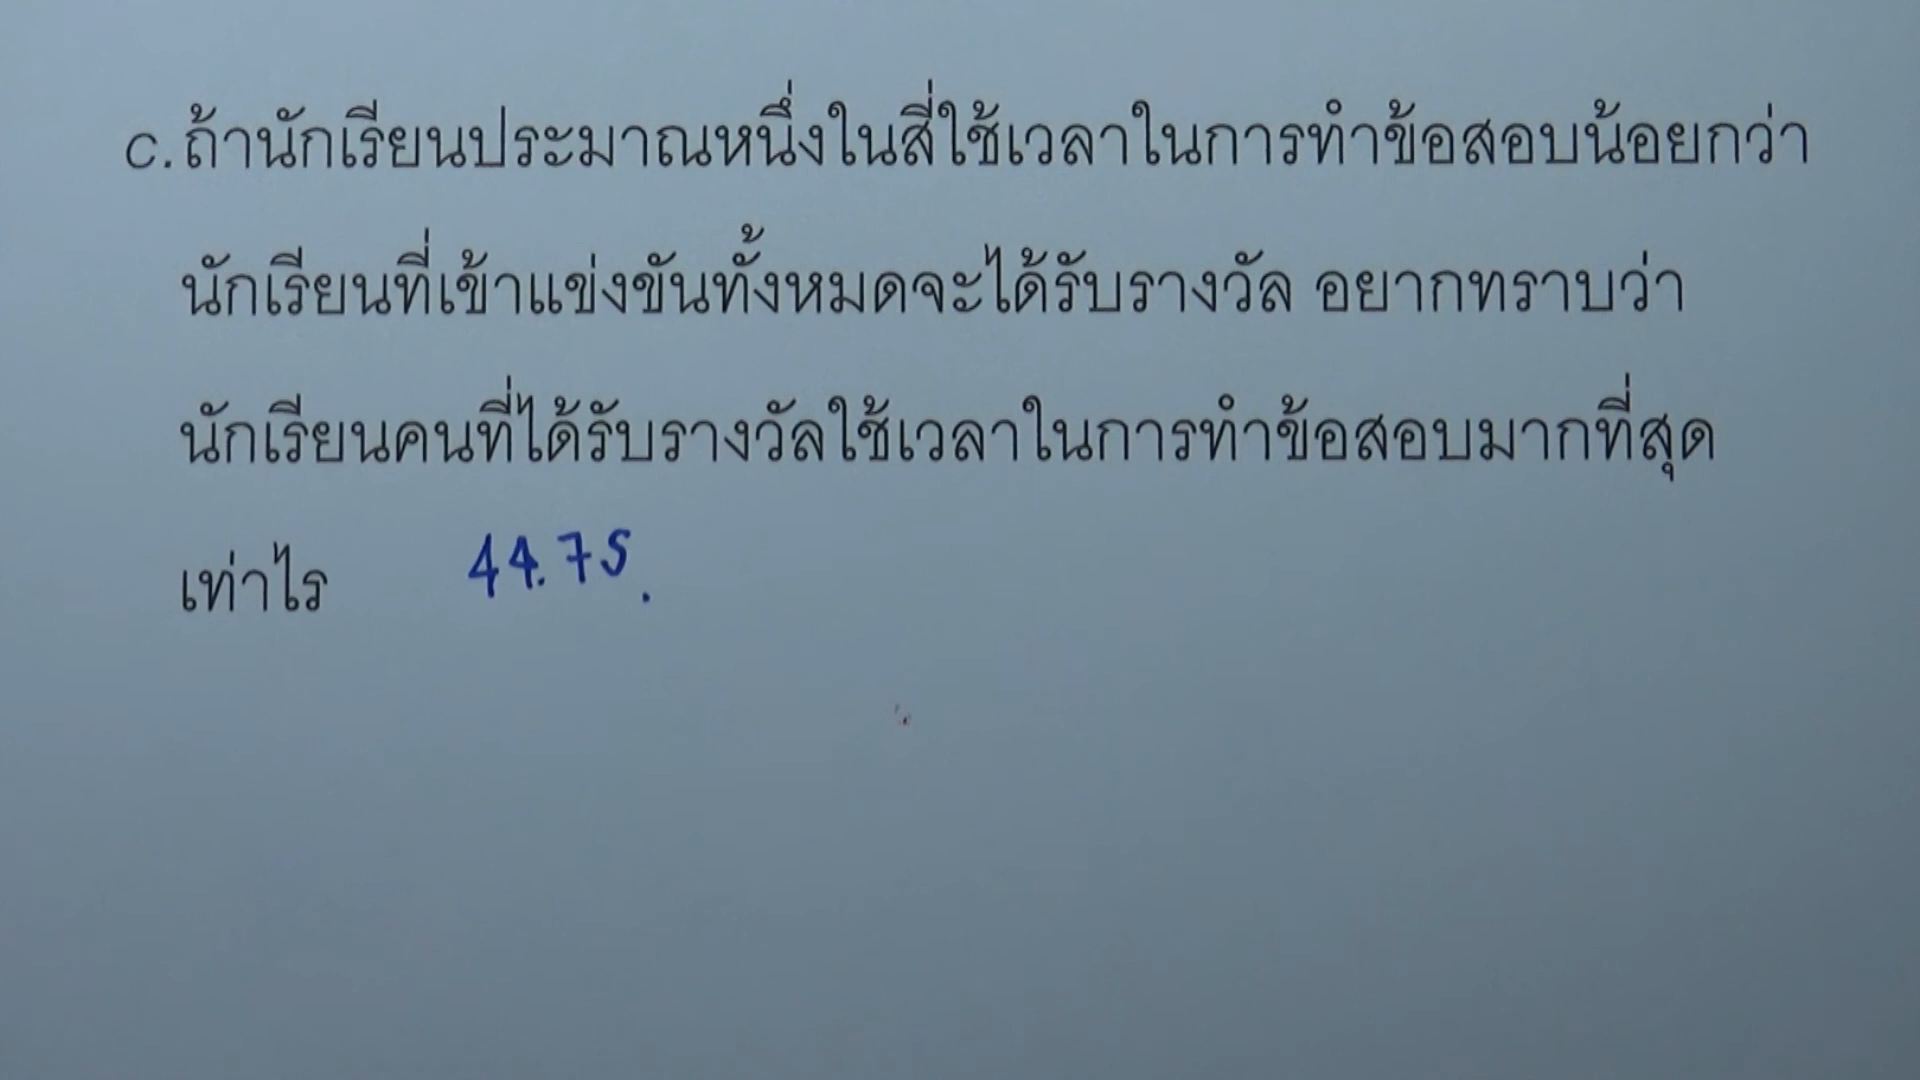 c. ถ้านักเรียนประมาณหนึ่งในสี่ใช้เวลาในการทำข้อสอบน้อยกว่า
นักเรียนที่เข้าแข่งขันทั้งหมดจะได้รับรางวัล อยากทราบว่า
นักเรียนคนที่ได้รับรางวัลใช้เวลาในการทำข้อสอบมากที่สุด
เท่าไร 44.75.